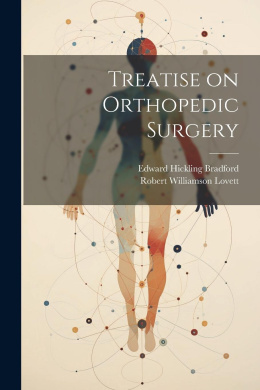 Treatise on
Orthopedic
Surgery
Edward Hickling Bradford
Robert Williamson Lovett